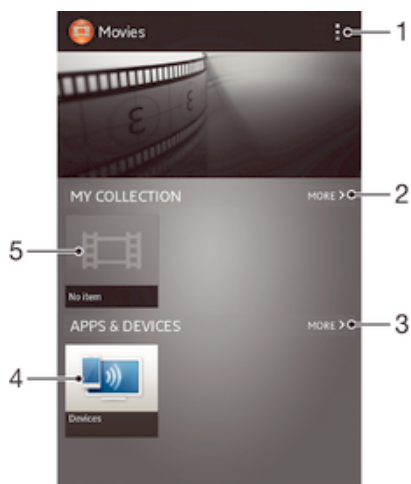 Movies
1
MY COLLECTION
MORE
2
5
No item
APPS & DEVICES
MORE
3
4
Devices